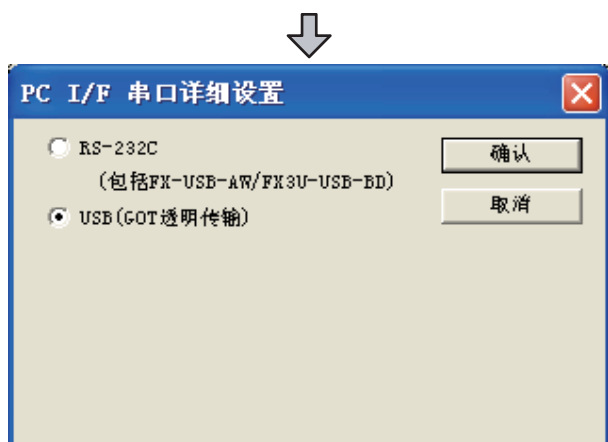 PC I/F 串口详细设置
RS-232C
(包括FX-USB-AW/FX3U-USB-BD)
USB(GOT透明传输)
确认
取消